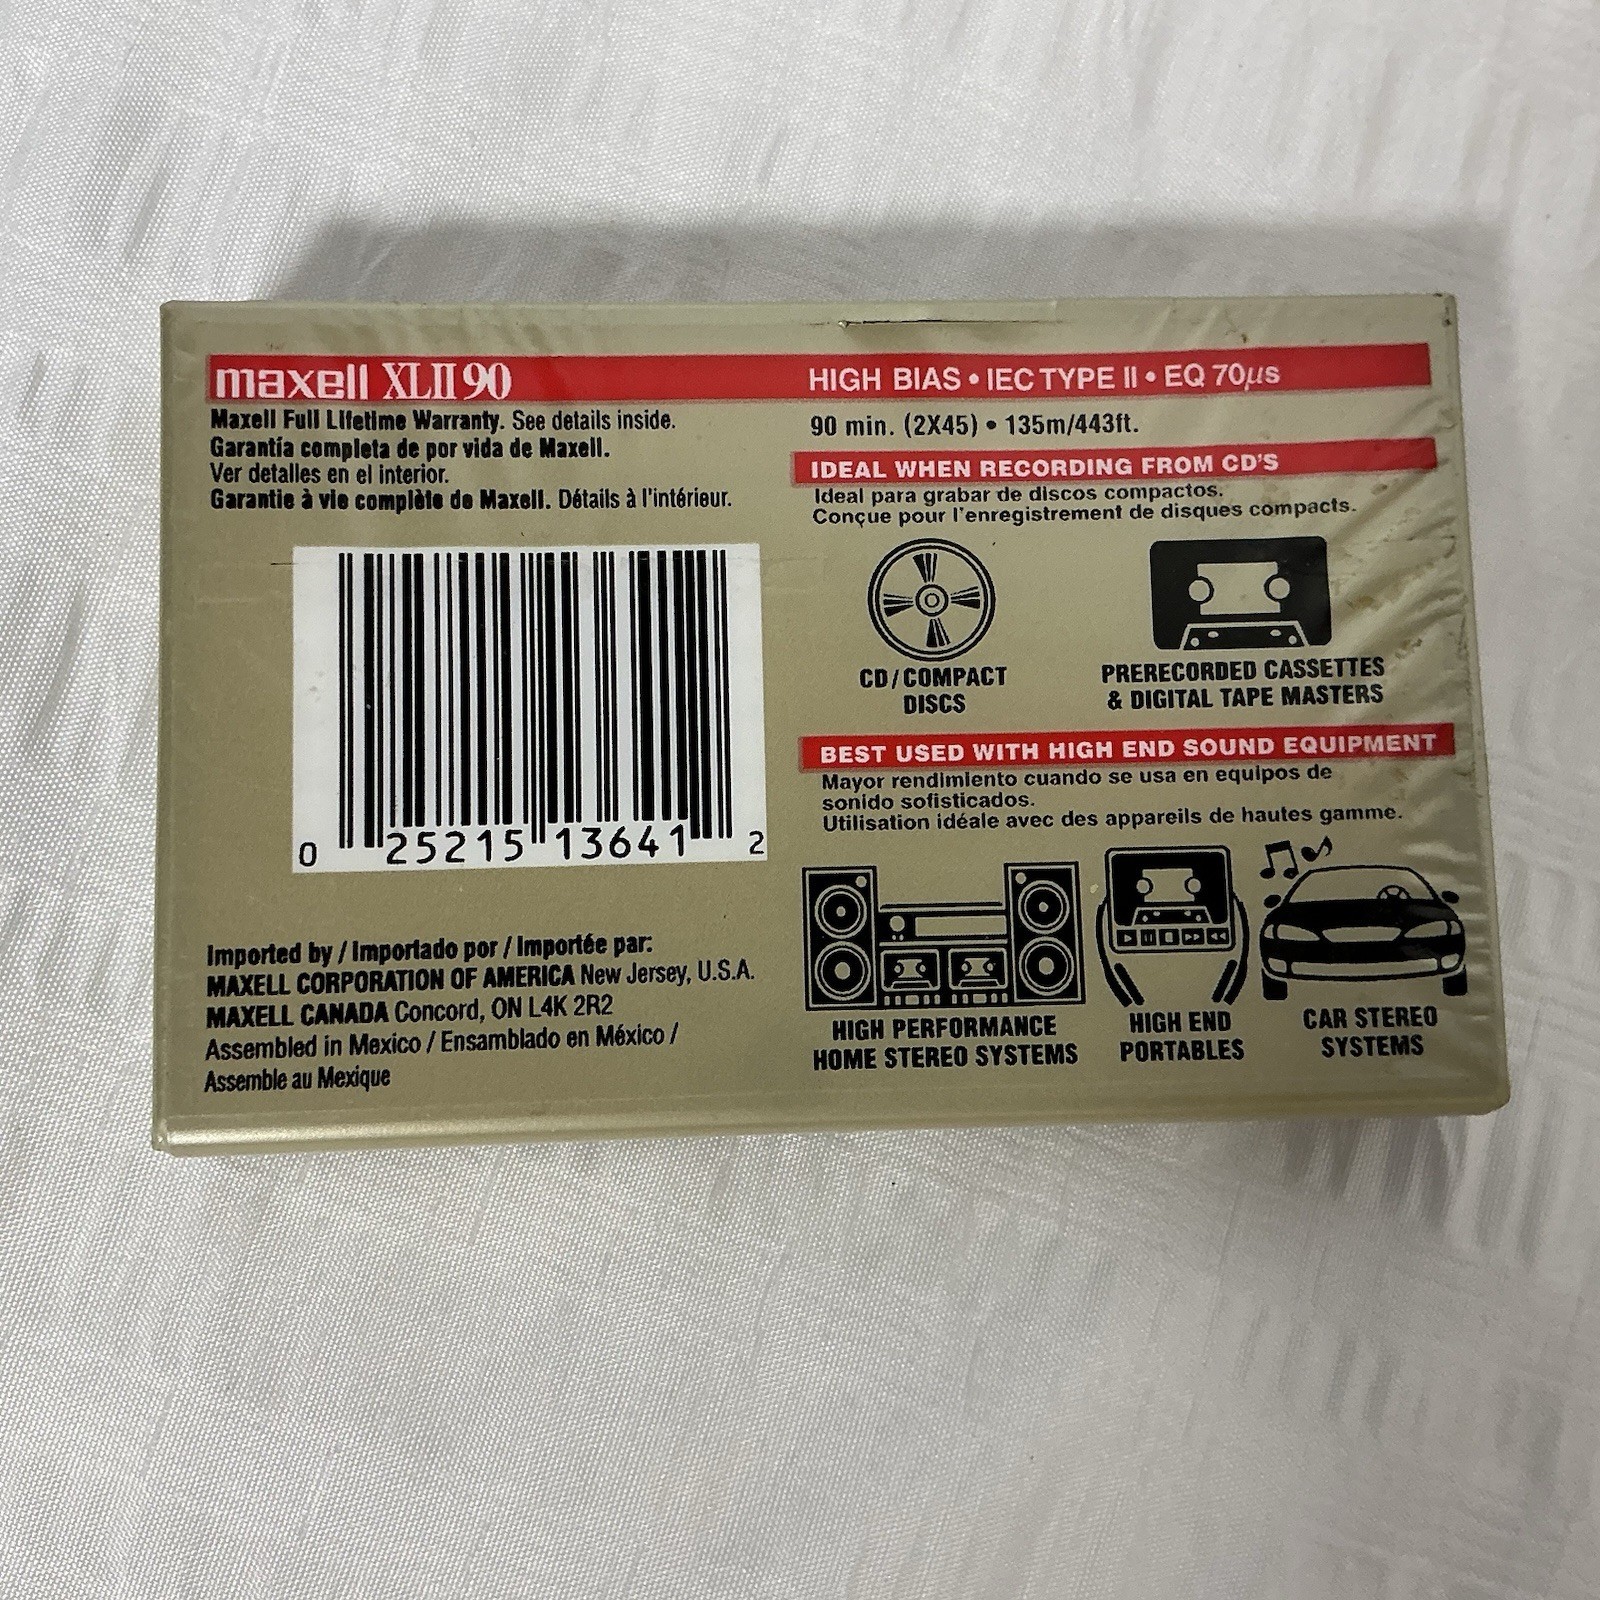 maxell XLII 90
Maxell Full Lifetime Warranty. See details inside.
Garantía completa de por vida de Maxell.
Ver detalles en el interior.
Garantie à vie complète de Maxell. Détails à l'intérieur.
0 25215 13641 2
Imported by / Importado por / Importée par:
MAXELL CORPORATION OF AMERICA New Jersey, U.S.A.
MAXELL CANADA Concord, ON L4K 2R2
Assembled in Mexico / Ensamblado en México /
Assemble au Mexique
HIGH BIAS • IEC TYPE II • EQ 70µs
90 min. (2X45) • 135m/443ft.
IDEAL WHEN RECORDING FROM CD'S
Ideal para grabar de discos compactos.
Conçue pour l'enregistrement de disques compacts.
CD/COMPACT
DISCS
PRERECORDED CASSETTES
& DIGITAL TAPE MASTERS
BEST USED WITH HIGH END SOUND EQUIPMENT
Mayor rendimiento cuando se usa en equipos de
sonido sofisticados.
Utilisation idéale avec des appareils de hautes gamme.
HIGH PERFORMANCE
HOME STEREO SYSTEMS
HIGH END
PORTABLES
CAR STEREO
SYSTEMS